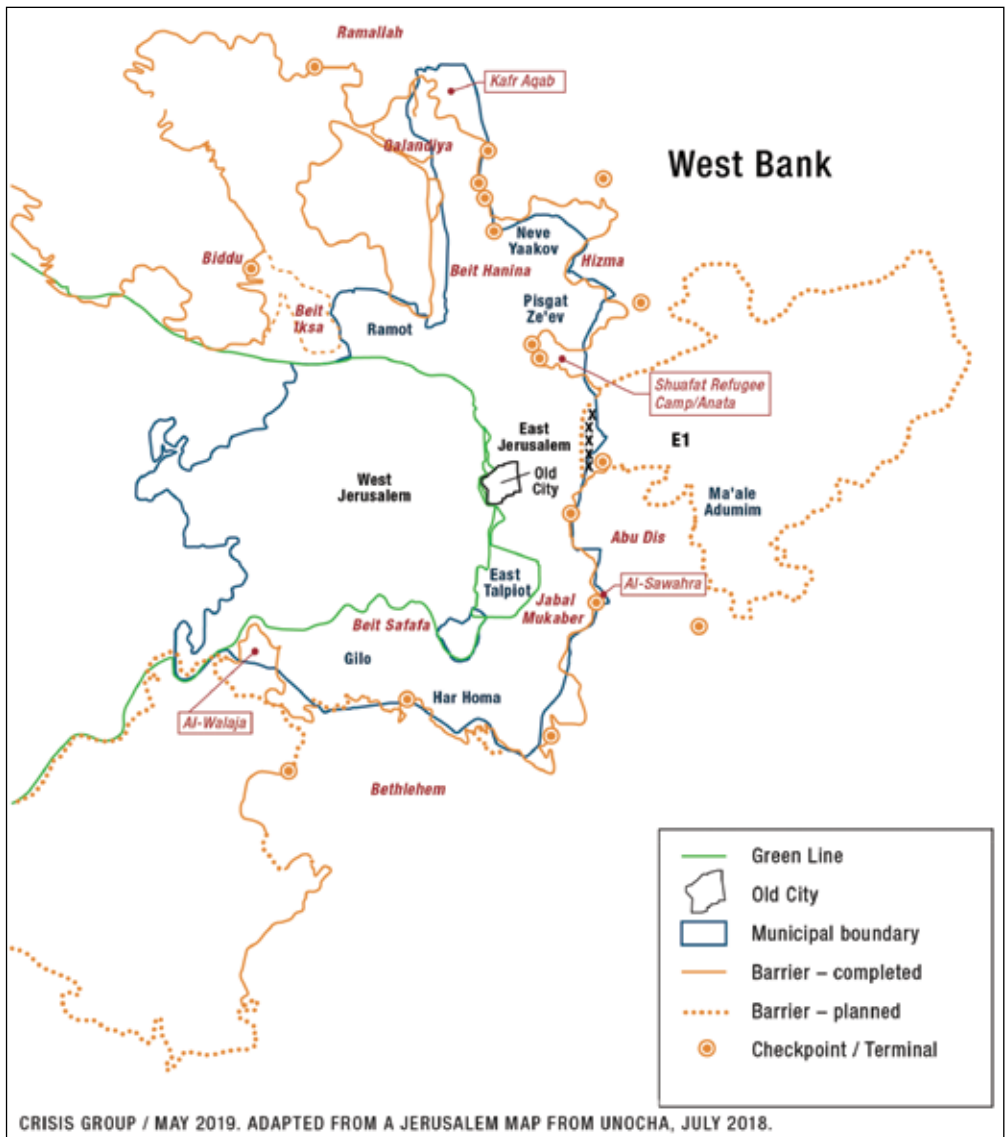 Ramallah
Kafr Aqab
Qalandiya
West Bank
Neve
Yaakov
Biddu
Beit Hanina
Hizma
Beit
Iksa
Ramot
Pisgat
Ze'ev
Shuafat Refugee
Camp/Anata
X
X
X
X
X
East
Jerusalem
E1
West
Jerusalem
Old
City
Ma'ale
Adumim
Abu Dis
East
Talpiot
Al-Sawahra
Jabal
Mukaber
Beit Safafa
Gilo
Har Homa
Al-Walaja
Bethlehem
Green Line
Old City
Municipal boundary
Barrier – completed
Barrier – planned
Checkpoint / Terminal
CRISIS GROUP / MAY 2019. ADAPTED FROM A JERUSALEM MAP FROM UNOCHA, JULY 2018.